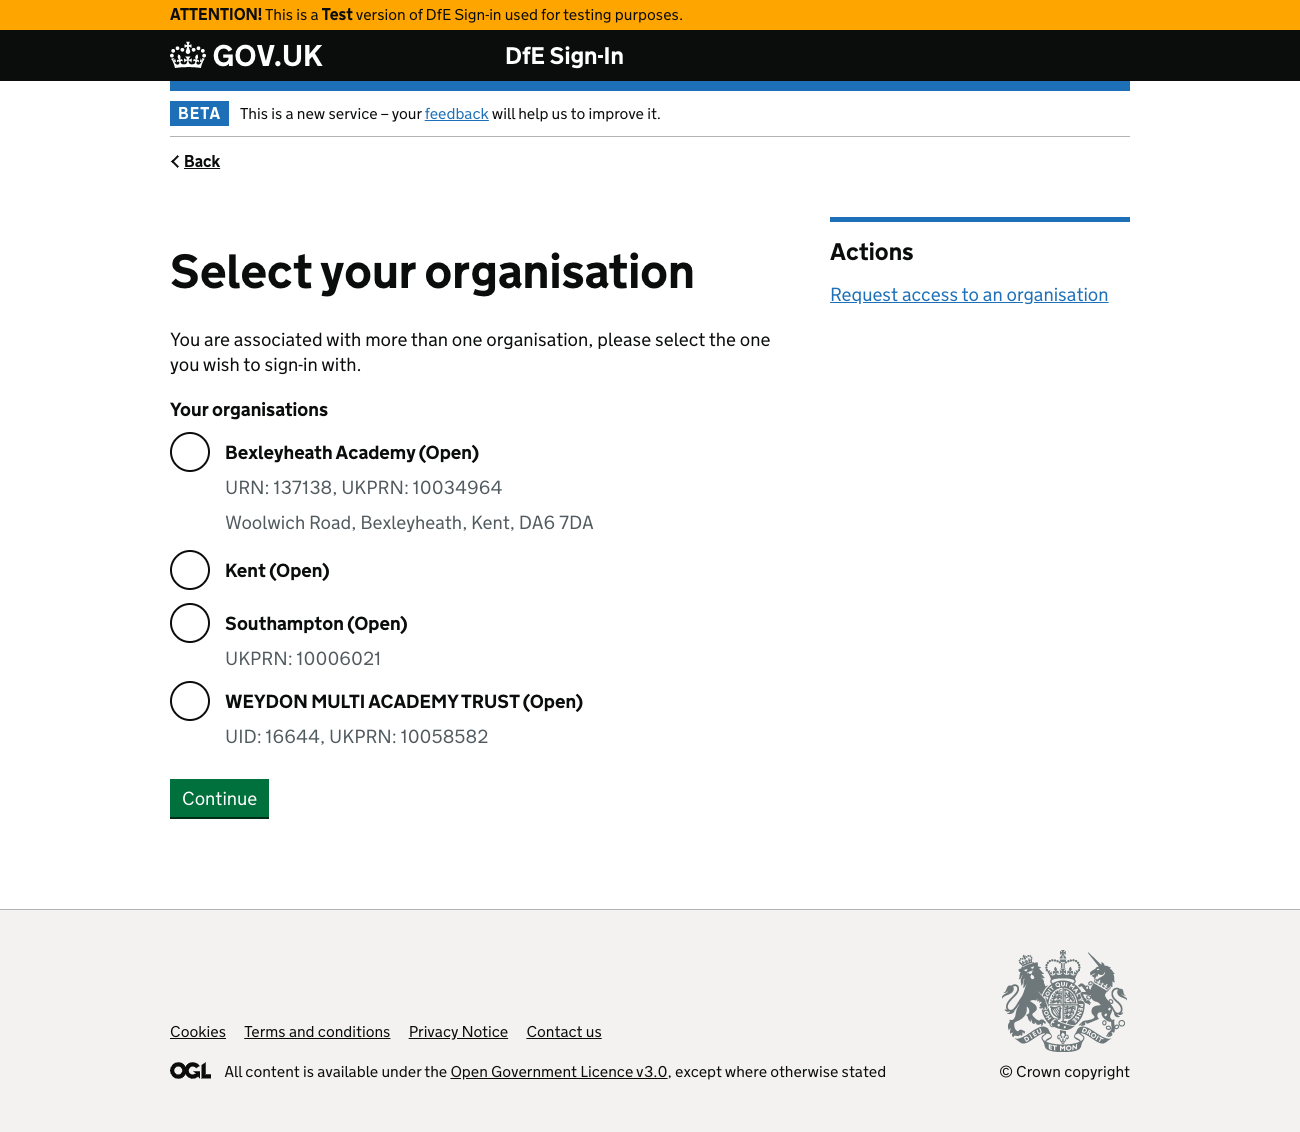 ATTENTION! This is a Test version of DfE Sign-in used for testing purposes.
GOV.UK
DfE Sign-In
BETA This is a new service – your feedback will help us to improve it.
Back
Select your organisation
You are associated with more than one organisation, please select the one
you wish to sign-in with.
Your organisations
Bexleyheath Academy (Open)
URN: 137138, UKPRN: 10034964
Woolwich Road, Bexleyheath, Kent, DA6 7DA
Kent (Open)
Southampton (Open)
UKPRN: 10006021
WEYDON MULTI ACADEMY TRUST (Open)
UID: 16644, UKPRN: 10058582
Continue
Actions
Request access to an organisation
Cookies Terms and conditions Privacy Notice Contact us
OGL All content is available under the Open Government Licence v3.0, except where otherwise stated
DIEU ET MON DROIT
© Crown copyright